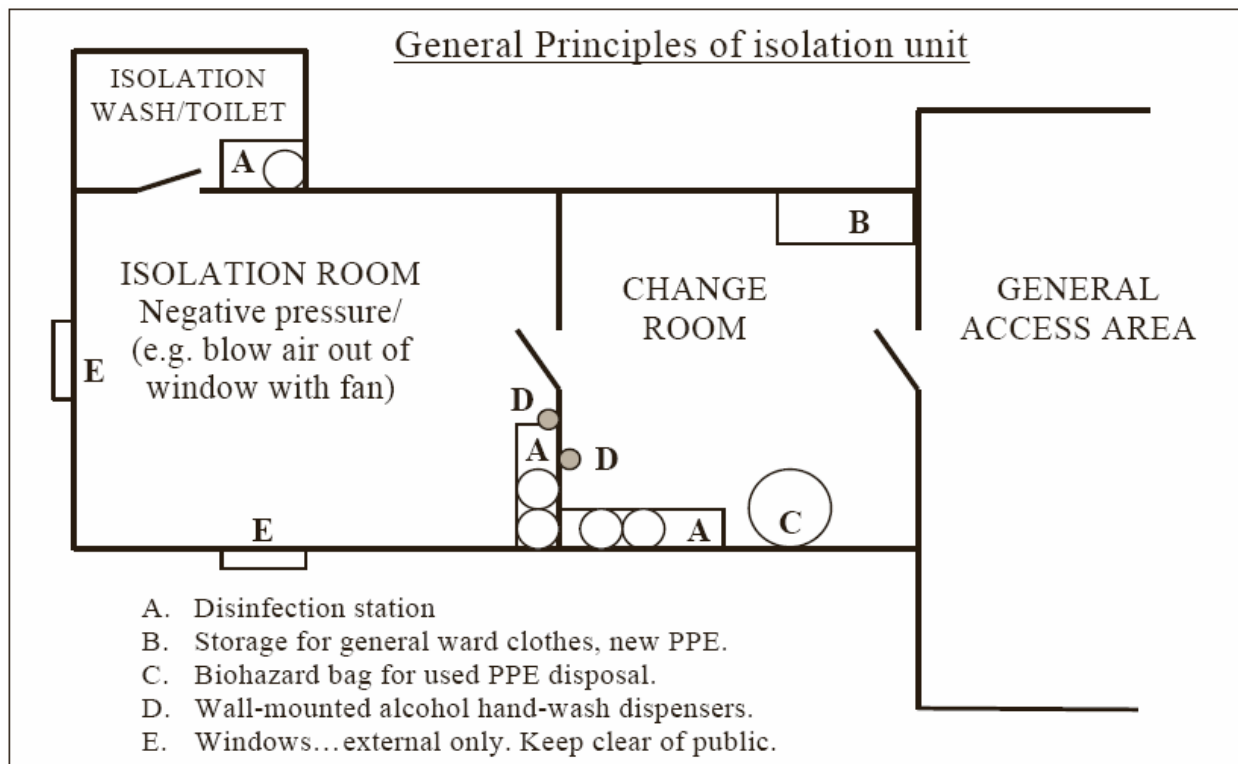 General Principles of isolation unit
ISOLATION
WASH/TOILET
A
B
ISOLATION ROOM
Negative pressure/
(e.g. blow air out of
window with fan)
CHANGE
ROOM
GENERAL
ACCESS AREA
E
D
A
D
E
A
C
A. Disinfection station
B. Storage for general ward clothes, new PPE.
C. Biohazard bag for used PPE disposal.
D. Wall-mounted alcohol hand-wash dispensers.
E. Windows…external only. Keep clear of public.